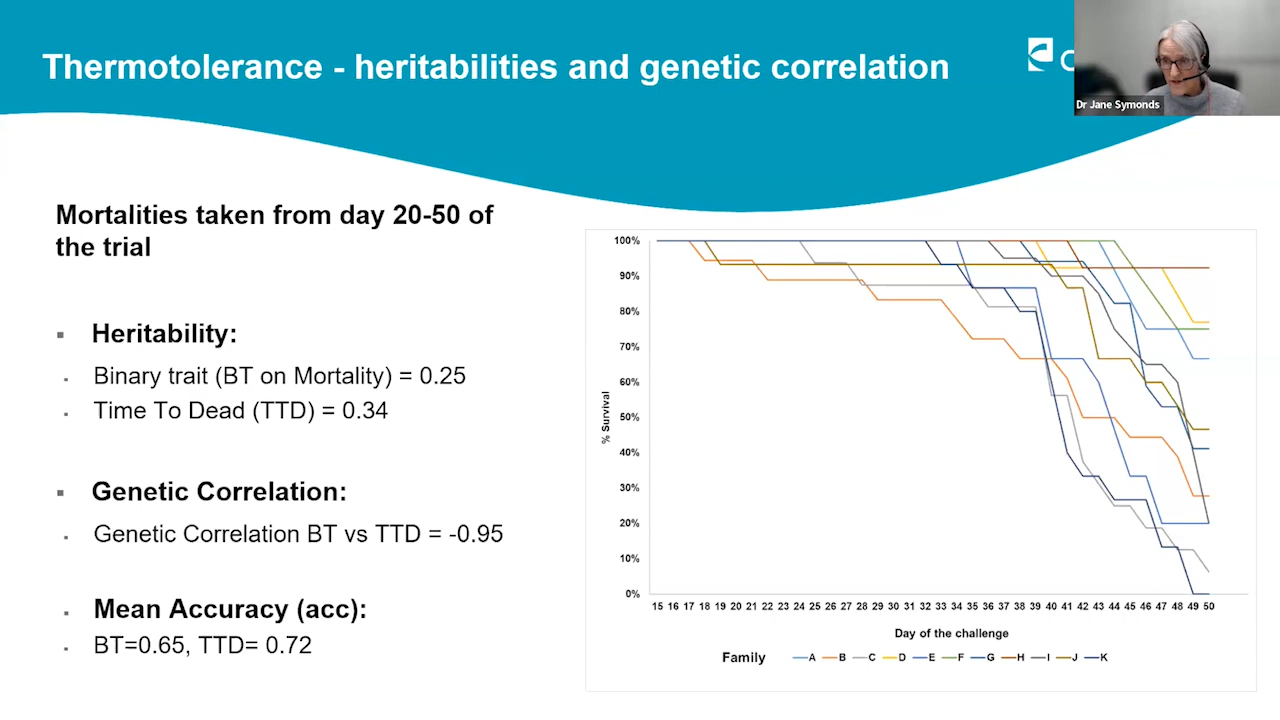 Thermotolerance - heritabilities and genetic correlation
C
Dr Jane Symonds
Mortalities taken from day 20-50 of
the trial
Heritability:
Binary trait (BT on Mortality) = 0.25
Time To Dead (TTD) = 0.34
Genetic Correlation:
Genetic Correlation BT vs TTD = -0.95
Mean Accuracy (acc):
BT=0.65, TTD= 0.72
% Survival
100%
90%
80%
70%
60%
50%
40%
30%
20%
10%
0%
15 16 17 18 19 20 21 22 23 24 25 26 27 28 29 30 31 32 33 34 35 36 37 38 39 40 41 42 43 44 45 46 47 48 49 50
Day of the challenge
Family A B C D E F G H I J K